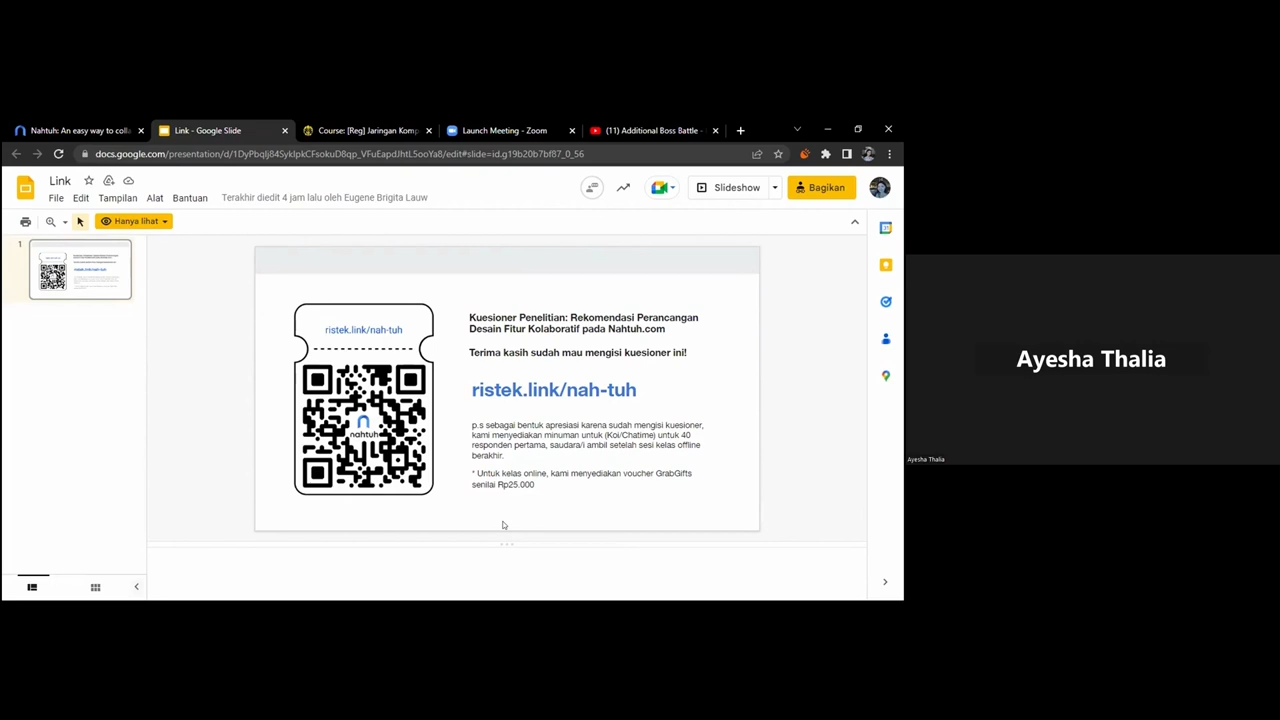 Nahtuh: An easy way to colla
Link - Google Slide
Course: [Reg] Jaringan Komp
Launch Meeting - Zoom
(11) Additional Boss Battle -
docs.google.com/presentation/d/1DyPbqIj84SyklpkCFsokuD8qp_VFuEapdJhtL5ooYa8/edit#slide=id.g19b20b7bf87_0_56
Link
File Edit Tampilan Alat Bantuan
Terakhir diedit 4 jam lalu oleh Eugene Brigita Lauw
Slideshow
Bagikan
Hanya lihat
1
ristek.link/nah-tuh
nahtuh
Kuesioner Penelitian: Rekomendasi Perancangan
Desain Fitur Kolaboratif pada Nahtuh.com
Terima kasih sudah mau mengisi kuesioner ini!
ristek.link/nah-tuh
p.s sebagai bentuk apresiasi karena sudah mengisi kuesioner,
kami menyediakan minuman untuk (Koi/Chatime) untuk 40
responden pertama, saudara/i ambil setelah sesi kelas offline
berakhir.
* Untuk kelas online, kami menyediakan voucher GrabGifts
senilai Rp25.000
Ayesha Thalia
Ayesha Thalia